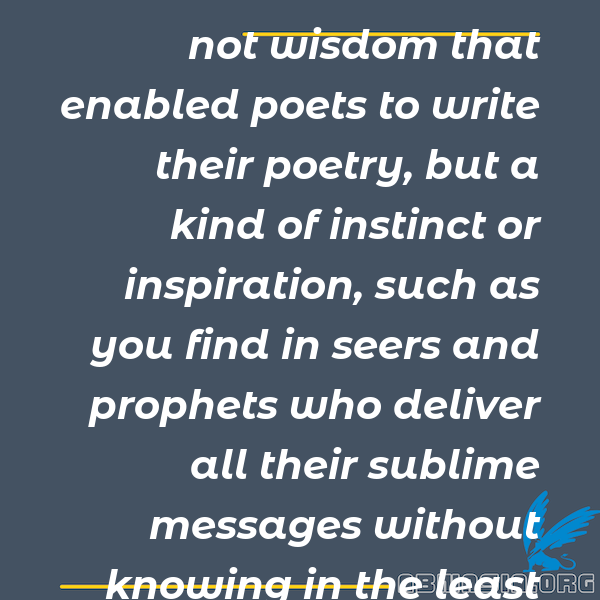 not wisdom that
enabled poets to write
their poetry, but a
kind of instinct or
inspiration, such as
you find in seers and
prophets who deliver
all their sublime
messages without
knowing in the least